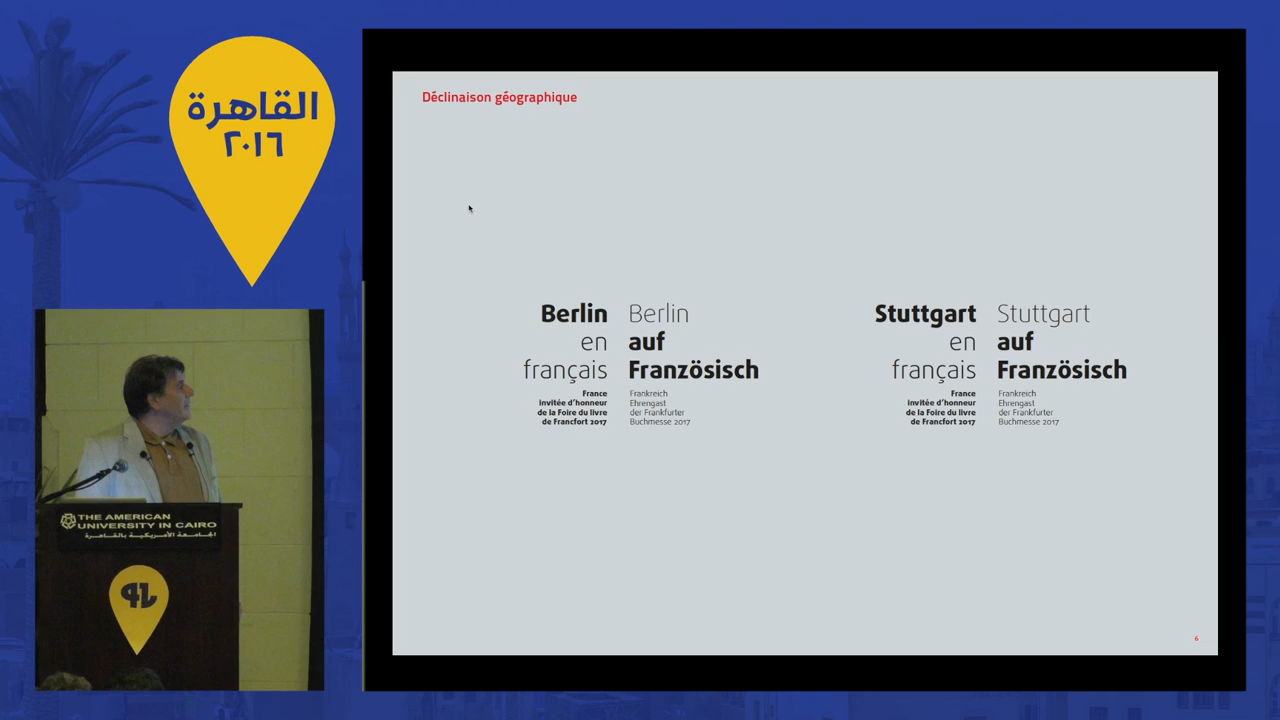 القاهرة
٢٠١٦
Déclinaison géographique
Berlin
en
français
France
invitée d’honneur
de la Foire du livre
de Francfort 2017
Berlin
auf
Französisch
Frankreich
Ehrengast
der Frankfurter
Buchmesse 2017
Stuttgart
en
français
France
invitée d’honneur
de la Foire du livre
de Francfort 2017
Stuttgart
auf
Französisch
Frankreich
Ehrengast
der Frankfurter
Buchmesse 2017
6
THE AMERICAN
UNIVERSITY IN CAIRO
الجامعة الأمريكية بالقاهرة